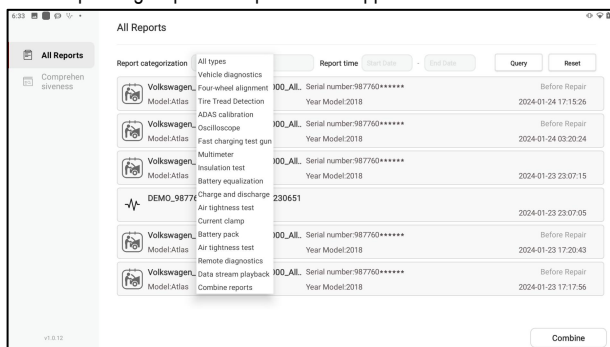 6:33
All Reports
All Reports
Comprehen
siveness
Report categorization
Report time
Start Date
-
End Date
Query
Reset
All types
Vehicle diagnostics
Four-wheel alignment
Tire Tread Detection
ADAS calibration
Oscilloscope
Fast charging test gun
Multimeter
Insulation test
Battery equalization
Charge and discharge
Air tightness test
Current clamp
Battery pack
Air tightness test
Remote diagnostics
Data stream playback
Combine reports
Volkswagen_ 000_All.. Serial number:987760****** Before Repair
Model:Atlas Year Model:2018 2024-01-24 17:15:26
Volkswagen_ 000_All.. Serial number:987760****** Before Repair
Model:Atlas Year Model:2018 2024-01-24 03:20:24
Volkswagen_ 000_All.. Serial number:987760****** Before Repair
Model:Atlas Year Model:2018 2024-01-23 23:07:15
DEMO_9877 230651
2024-01-23 23:07:05
Volkswagen_ 000_All.. Serial number:987760****** Before Repair
Model:Atlas Year Model:2018 2024-01-23 17:20:43
Volkswagen_ 000_All.. Serial number:987760****** Before Repair
Model:Atlas Year Model:2018 2024-01-23 17:17:56
v1.0.12
Combine